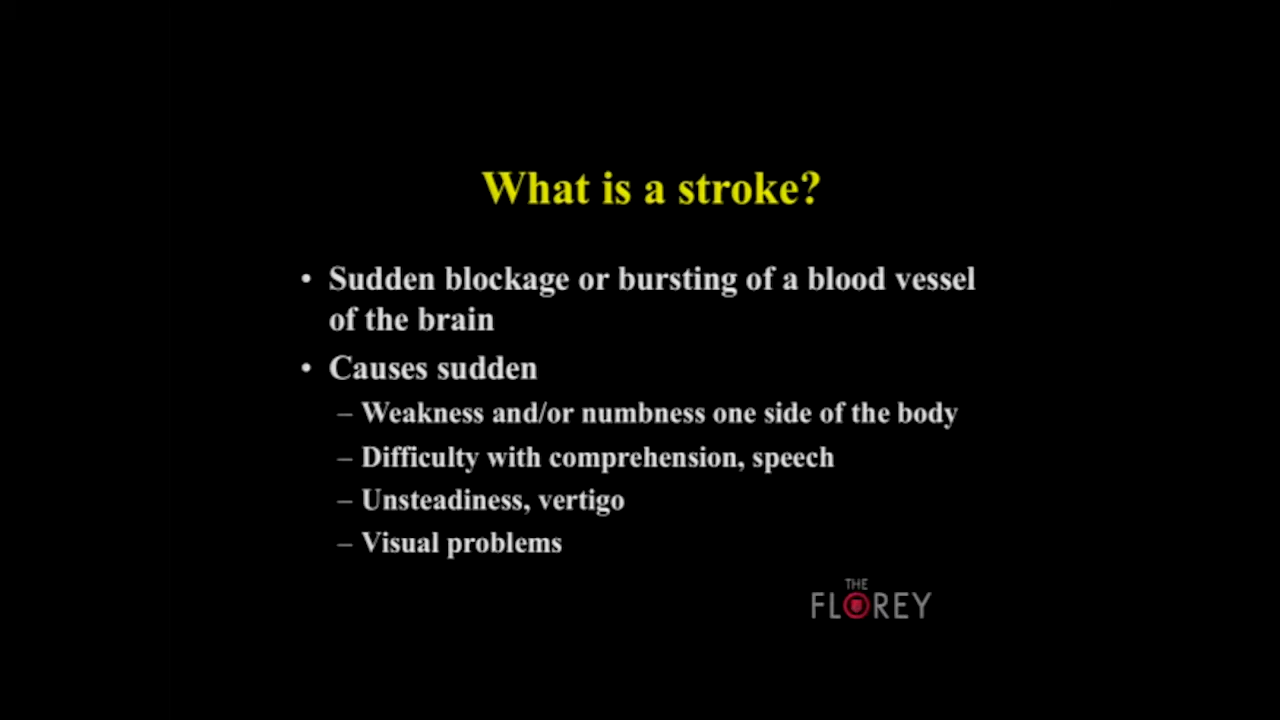 What is a stroke?
• Sudden blockage or bursting of a blood vessel
of the brain
• Causes sudden
– Weakness and/or numbness one side of the body
– Difficulty with comprehension, speech
– Unsteadiness, vertigo
– Visual problems
THE
FLOREY